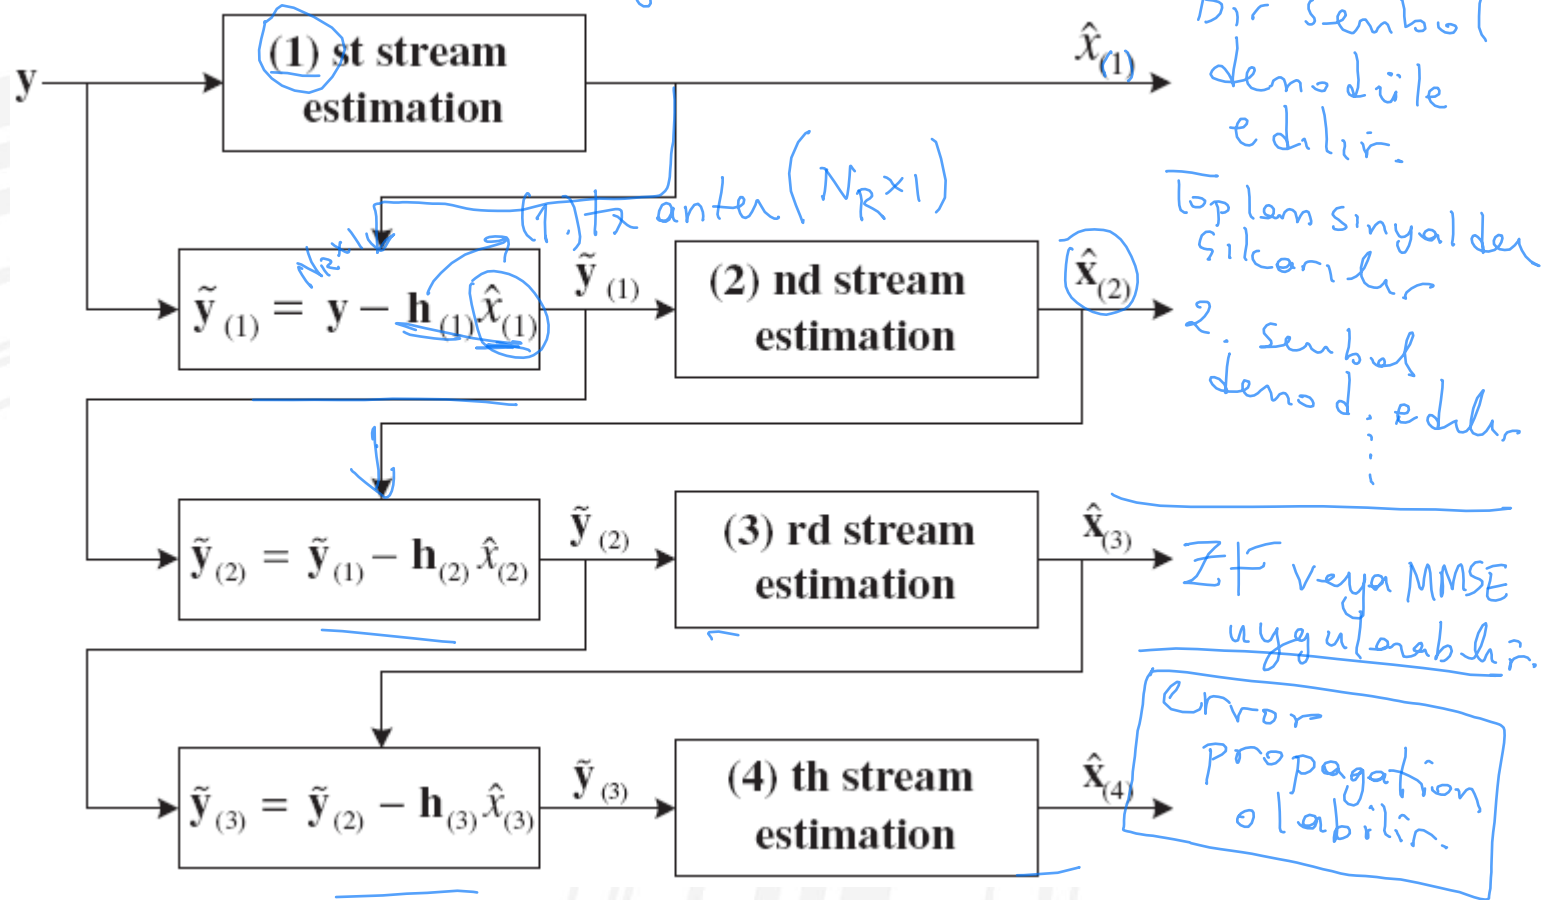 y
(1) st stream
estimation
x̂(1)
Bir sembol
demodüle
edilir.
(1.) tx anten (N_R×1)
Toplam sinyalden
çıkarılır
N_R×1
ỹ(1) = y − h(1)x̂(1)
ỹ(1)
(2) nd stream
estimation
x̂(2)
2. sembol
demod. edilir
ỹ(2) = ỹ(1) − h(2)x̂(2)
ỹ(2)
(3) rd stream
estimation
x̂(3)
ZF veya MMSE
uygulanabilir.
error
propagation
olabilir.
ỹ(3) = ỹ(2) − h(3)x̂(3)
ỹ(3)
(4) th stream
estimation
x̂(4)